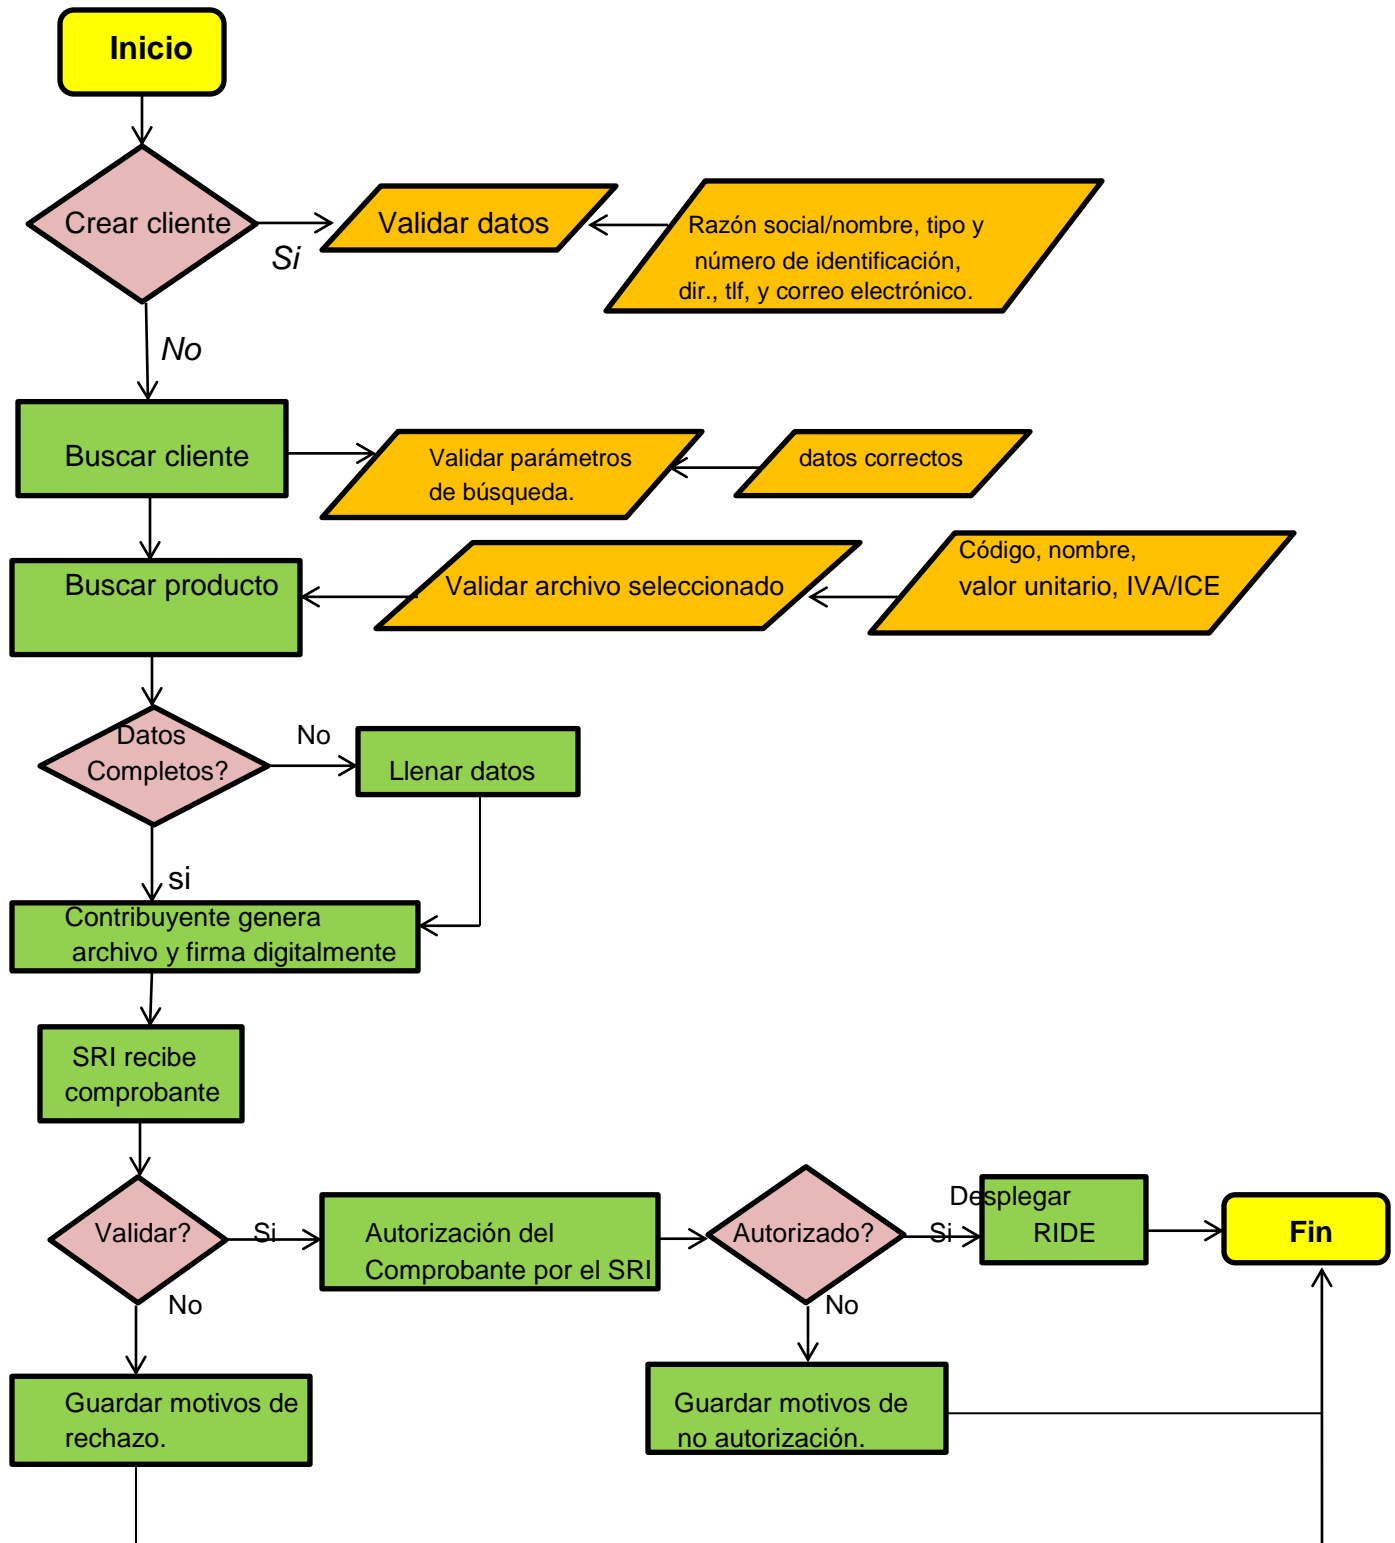 Inicio
Crear cliente
Si
Validar datos
Razón social/nombre, tipo y
número de identificación,
dir., tlf, y correo electrónico.
No
Buscar cliente
Validar parámetros
de búsqueda.
datos correctos
Buscar producto
Validar archivo seleccionado
Código, nombre,
valor unitario, IVA/ICE
Datos
Completos?
No
Llenar datos
si
Contribuyente genera
archivo y firma digitalmente
SRI recibe
comprobante
Validar?
Si
Autorización del
Comprobante por el SRI
Autorizado?
Si
Desplegar
RIDE
Fin
No
No
Guardar motivos de
rechazo.
Guardar motivos de
no autorización.